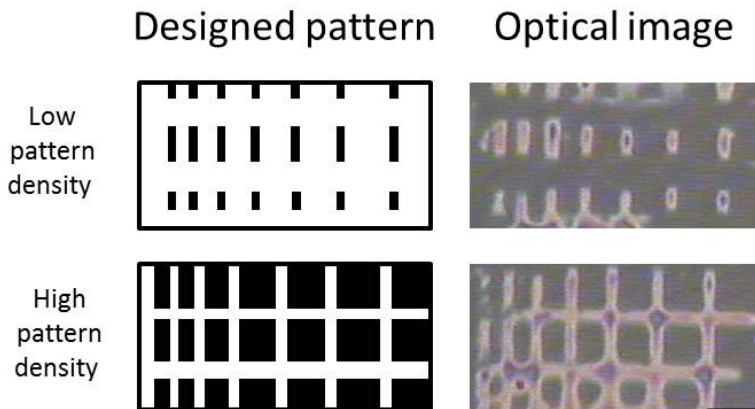 Designed pattern
Optical image
Low
pattern
density
High
pattern
density